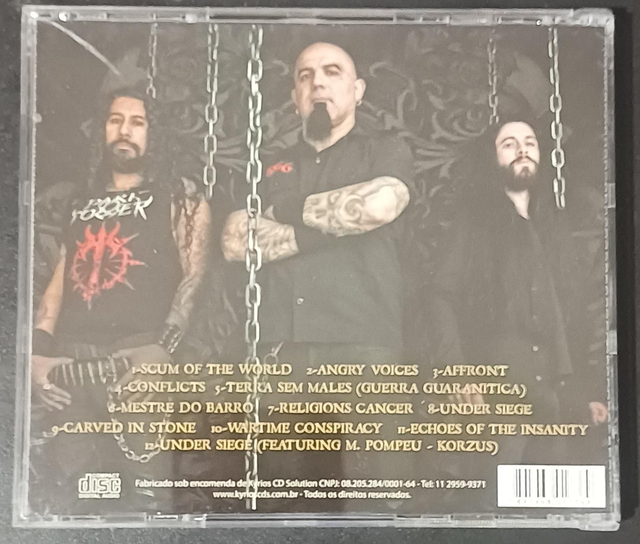 1-SCUM OF THE WORLD 2-ANGRY VOICES 3-AFFRONT
4-CONFLICTS 5-TERRA SEM MALES (GUERRA GUARANITICA)
6-MESTRE DO BARRO 7-RELIGIONS CANCER 8-UNDER SIEGE
9-CARVED IN STONE 10-WARTIME CONSPIRACY 11-ECHOES OF THE INSANITY
12-UNDER SIEGE (FEATURING M. POMPEU - KORZUS)
COMPACT
disc
DIGITAL AUDIO
Fabricado sob encomenda de Kyrios CD Solution CNPJ: 08.205.284/0001-64 - Tel: 11 2959-9371
www.kyrioscds.com.br - Todos os direitos reservados.